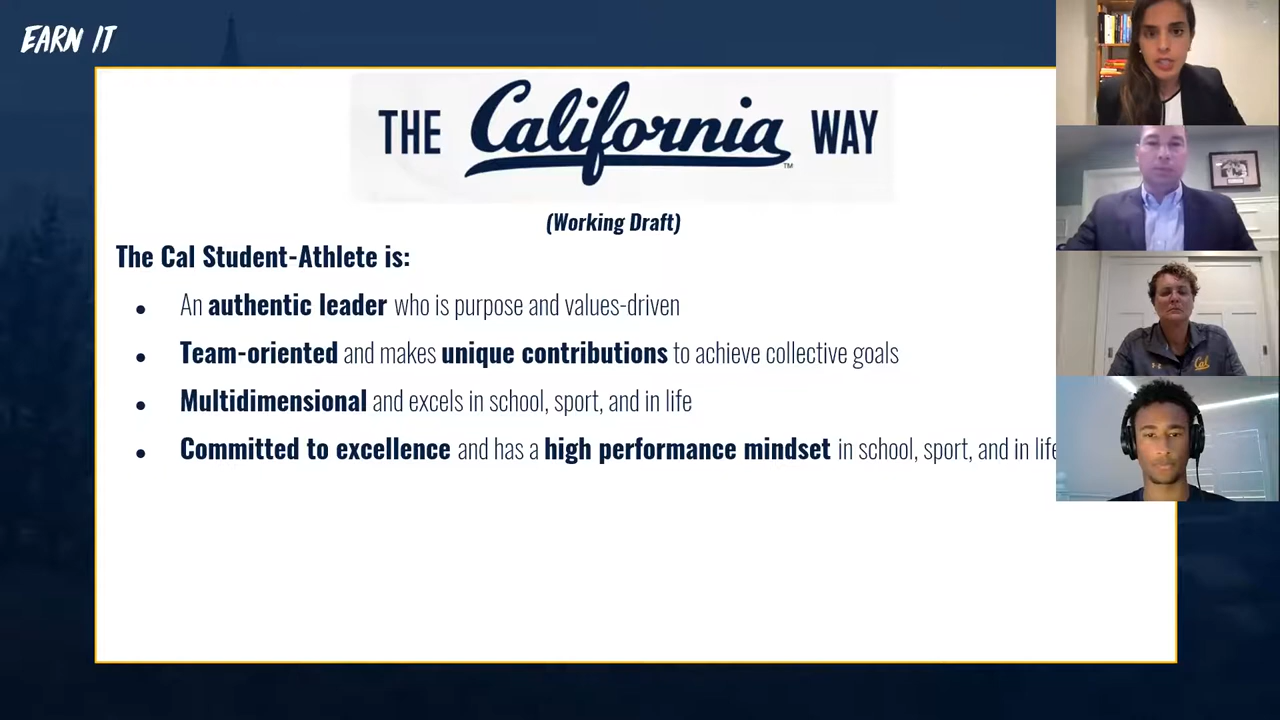 EARN IT
THE California WAY
TM
(Working Draft)
The Cal Student-Athlete is:
● An authentic leader who is purpose and values-driven
● Team-oriented and makes unique contributions to achieve collective goals
● Multidimensional and excels in school, sport, and in life
● Committed to excellence and has a high performance mindset in school, sport, and in life
Cal